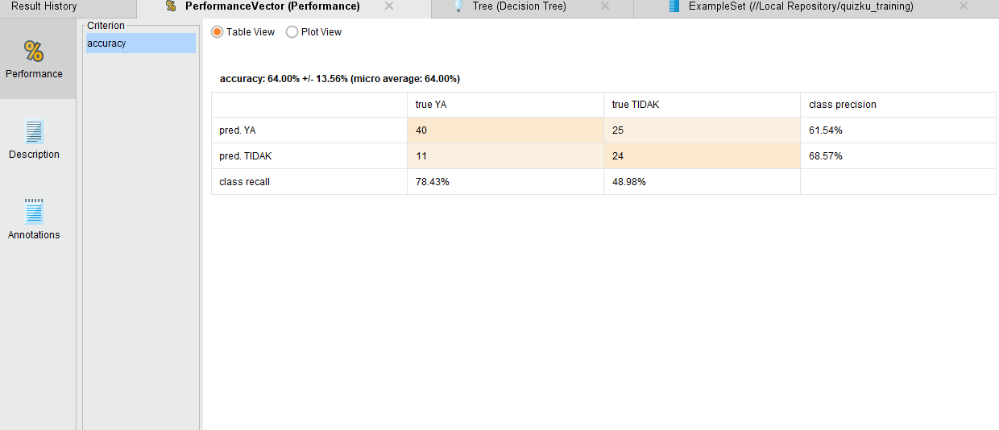 Result History
PerformanceVector (Performance)
Tree (Decision Tree)
ExampleSet (//Local Repository/quizku_training)
Criterion
accuracy
Table View
Plot View
%
Performance
Description
Annotations
accuracy: 64.00% +/- 13.56% (micro average: 64.00%)
true YA true TIDAK class precision
pred. YA 40 25 61.54%
pred. TIDAK 11 24 68.57%
class recall 78.43% 48.98%